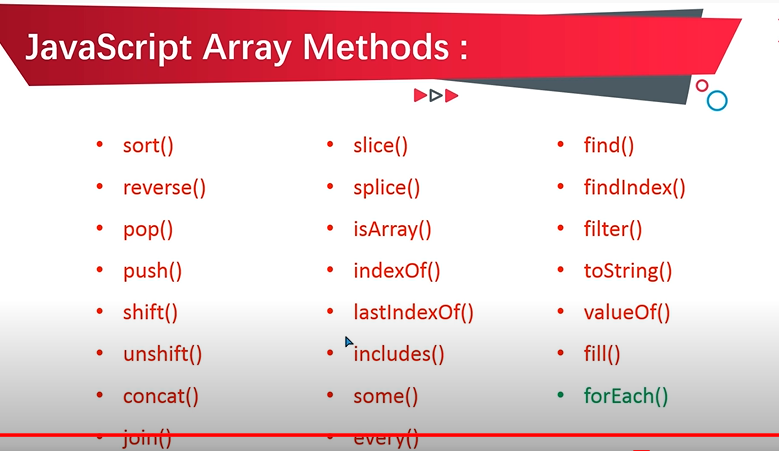 JavaScript Array Methods :
• sort()
• reverse()
• pop()
• push()
• shift()
• unshift()
• concat()
• join()
• slice()
• splice()
• isArray()
• indexOf()
• lastIndexOf()
• includes()
• some()
• every()
• find()
• findIndex()
• filter()
• toString()
• valueOf()
• fill()
• forEach()